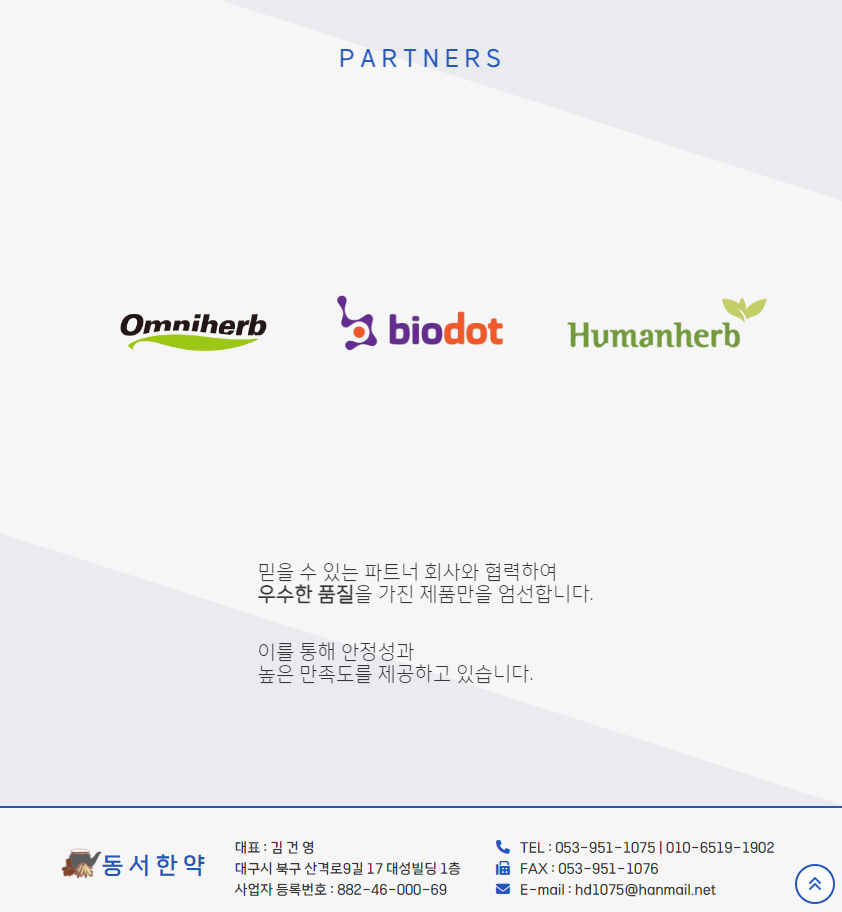 PARTNERS
Omniherb
biodot
Humanherb
믿을 수 있는 파트너 회사와 협력하여
우수한 품질을 가진 제품만을 엄선합니다.
이를 통해 안정성과
높은 만족도를 제공하고 있습니다.
동서한약
대표 : 김 건 영
대구시 북구 산격로9길 17 대성빌딩 1층
사업자 등록번호 : 882-46-000-69
TEL : 053-951-1075 | 010-6519-1902
FAX : 053-951-1076
E-mail : hd1075@hanmail.net